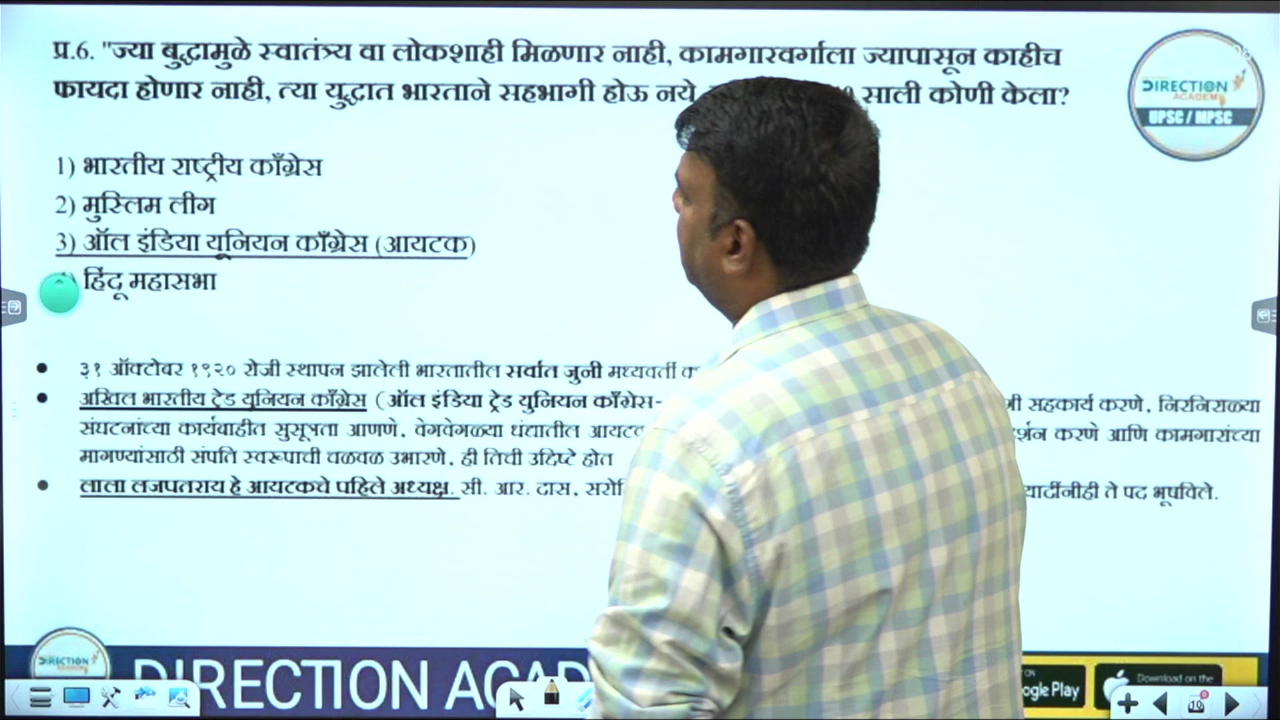 प्र.6. "ज्या बुद्धामुळे स्वातंत्र्य वा लोकशाही मिळणार नाही, कामगारवर्गाला ज्यापासून काहीच
फायदा होणार नाही, त्या युद्धात भारताने सहभागी होऊ नये साली कोणी केला?
DIRECTION
ACADEMY
UPSC / MPSC
1) भारतीय राष्ट्रीय काँग्रेस
2) मुस्लिम लीग
3) ऑल इंडिया यूनियन काँग्रेस (आयटक)
हिंदू महासभा
३१ ऑक्टोबर १९२० रोजी स्थापन झालेली भारतातील सर्वात जुनी मध्यवर्ती
अखिल भारतीय ट्रेड यूनियन काँग्रेस (ऑल इंडिया ट्रेड युनियन काँग्रेस- सहकार्य करणे, निरनिराळ्या
संघटनांच्या कार्यवाहीत सुसूत्रता आणणे, वेगवेगळ्या धंद्यातील करणे आणि कामगारांच्या
मागण्यांसाठी संपति स्वरूपाची चळवळ उभारणे, ही तिची उद्दिष्टे होत
लाला लजपतराय हे आयटकचे पहिले अध्यक्ष. सी. आर. दास, ते पद भूषविले.
DIRECTION
DIRECTION
Google Play
Download on the